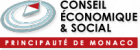 CONSEIL
ÉCONOMIQUE
& SOCIAL
PRINCIPAUTÉ DE MONACO